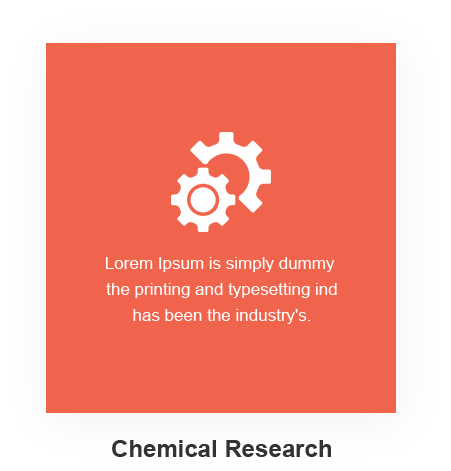 Lorem Ipsum is simply dummy
the printing and typesetting ind
has been the industry's.
Chemical Research